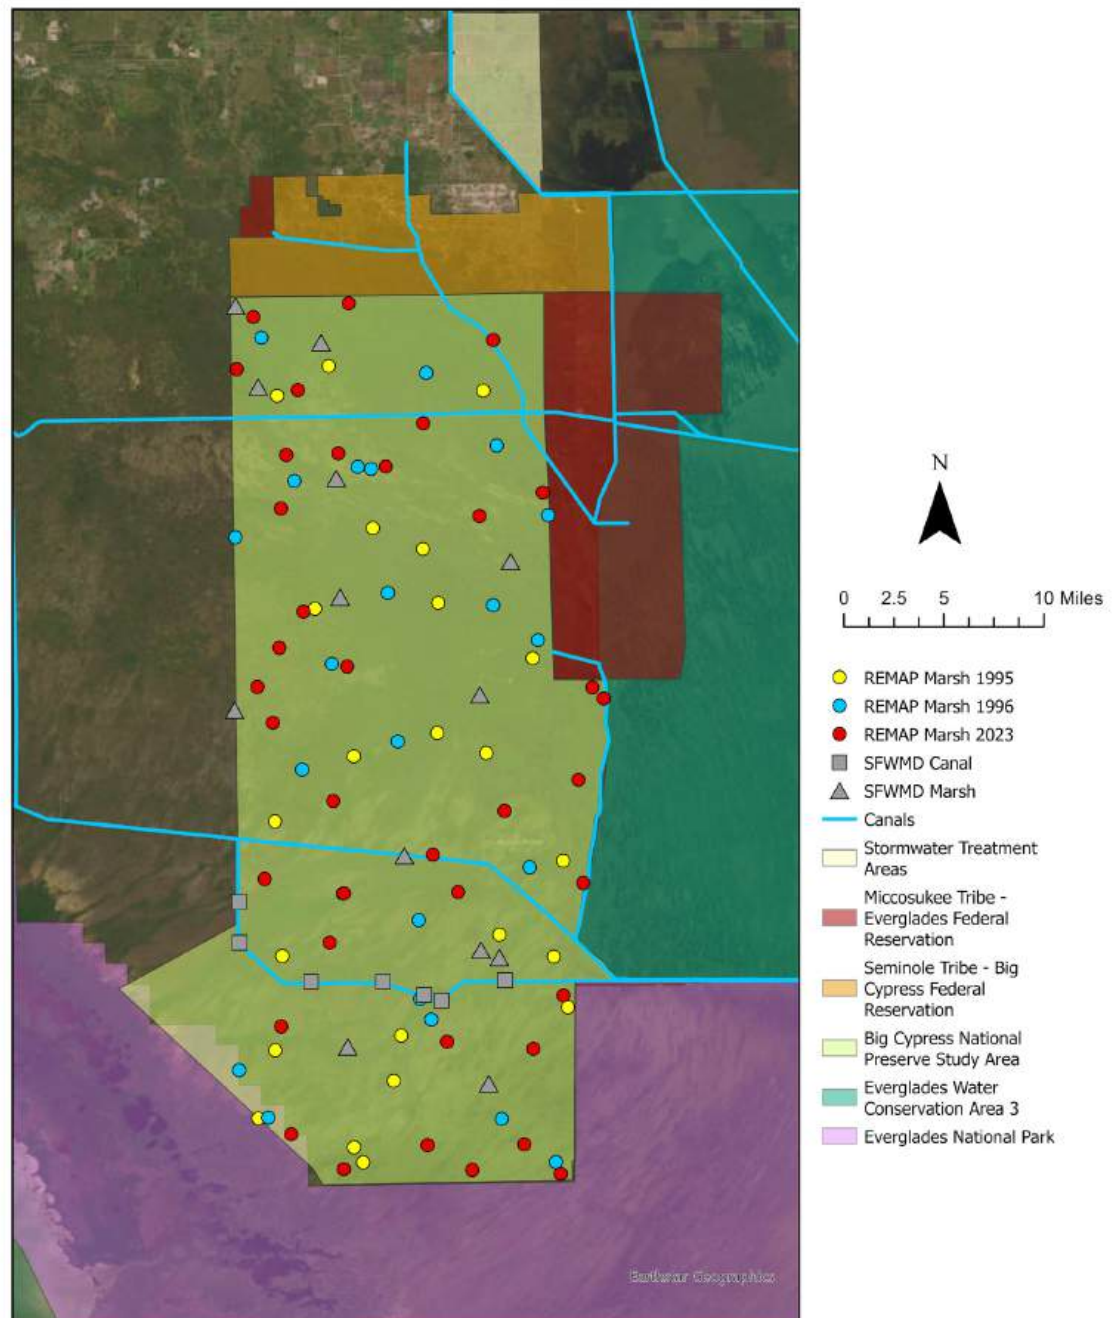 N
0 2.5 5 10 Miles
REMAP Marsh 1995
REMAP Marsh 1996
REMAP Marsh 2023
SFWMD Canal
SFWMD Marsh
Canals
Stormwater Treatment
Areas
Miccosukee Tribe -
Everglades Federal
Reservation
Seminole Tribe - Big
Cypress Federal
Reservation
Big Cypress National
Preserve Study Area
Everglades Water
Conservation Area 3
Everglades National Park
Earthstar Geographics